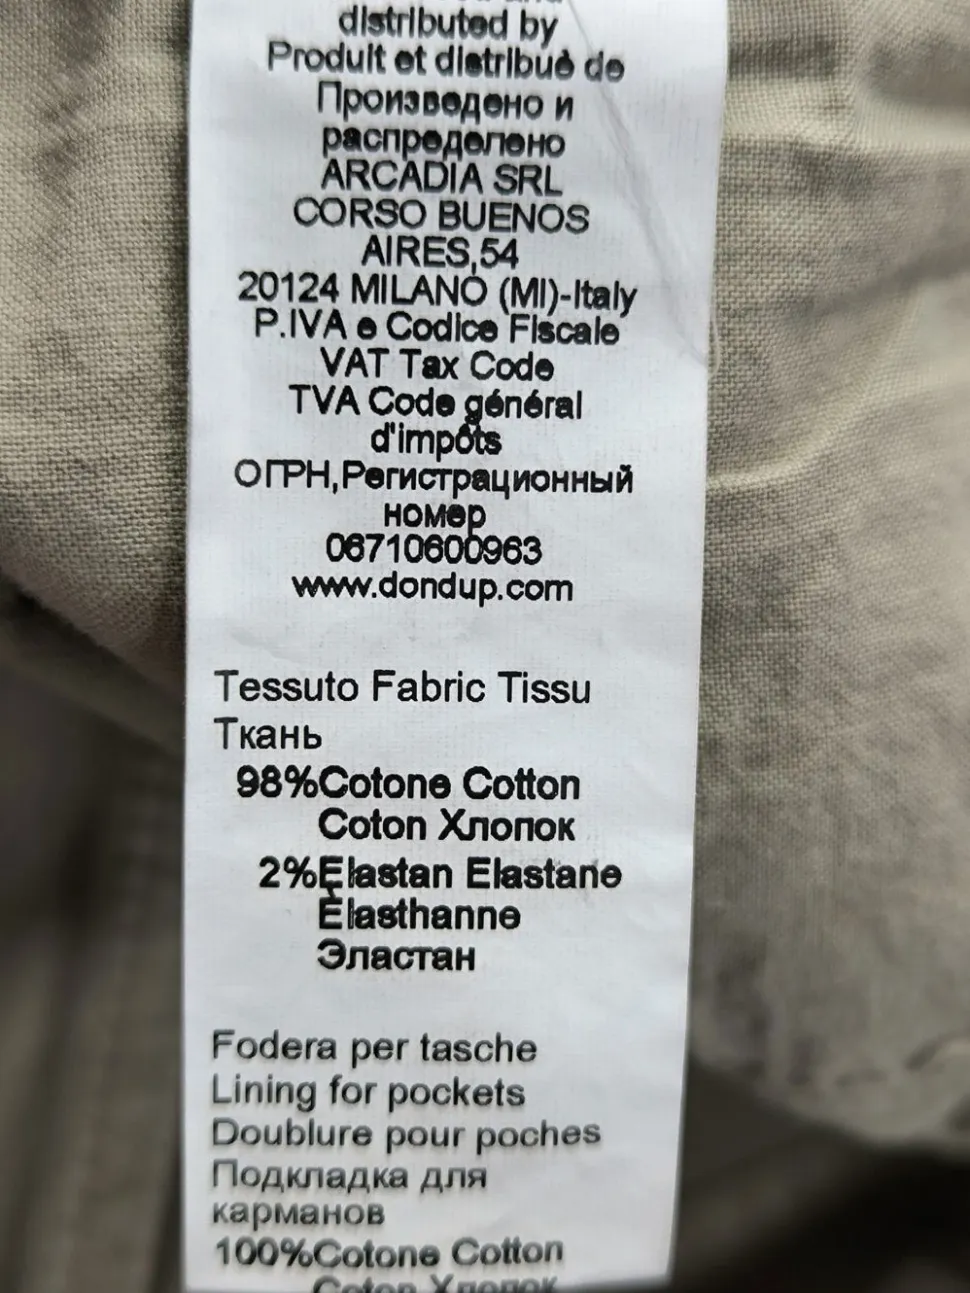 distributed by
Produit et distribué de
Произведено и
распределено
ARCADIA SRL
CORSO BUENOS
AIRES,54
20124 MILANO (MI)-Italy
P.IVA e Codice Fiscale
VAT Tax Code
TVA Code général
d'impôts
ОГРН,Регистрационный
номер
06710600963
www.dondup.com
Tessuto Fabric Tissu
Ткань
98%Cotone Cotton
Coton Хлопок
2%Elastan Elastane
Élasthanne
Эластан
Fodera per tasche
Lining for pockets
Doublure pour poches
Подкладка для
карманов
100%Cotone Cotton
Coton Хлопок